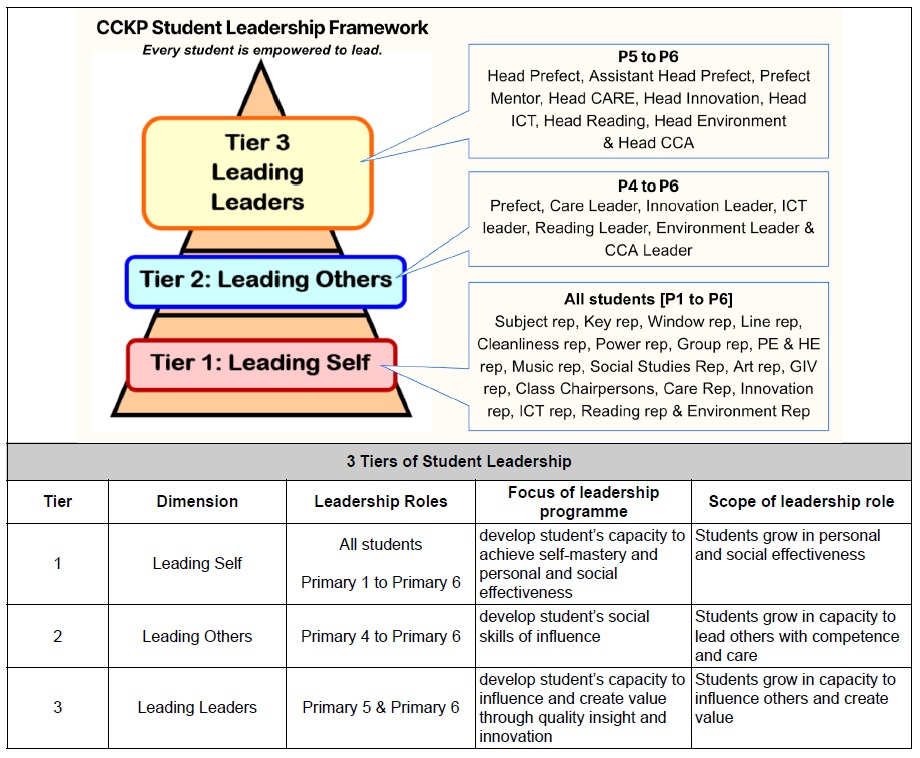 CCKP Student Leadership Framework
Every student is empowered to lead.
Tier 3
Leading
Leaders
Tier 2: Leading Others
Tier 1: Leading Self
P5 to P6
Head Prefect, Assistant Head Prefect, Prefect
Mentor, Head CARE, Head Innovation, Head
ICT, Head Reading, Head Environment
& Head CCA
P4 to P6
Prefect, Care Leader, Innovation Leader, ICT
leader, Reading Leader, Environment Leader &
CCA Leader
All students [P1 to P6]
Subject rep, Key rep, Window rep, Line rep,
Cleanliness rep, Power rep, Group rep, PE & HE
rep, Music rep, Social Studies Rep, Art rep, GIV
rep, Class Chairpersons, Care Rep, Innovation
rep, ICT rep, Reading rep & Environment Rep
3 Tiers of Student Leadership
Tier
Dimension
Leadership Roles
Focus of leadership
programme
Scope of leadership role
1
Leading Self
All students
Primary 1 to Primary 6
develop student's capacity to
achieve self-mastery and
personal and social
effectiveness
Students grow in personal
and social effectiveness
2
Leading Others
Primary 4 to Primary 6
develop student's social
skills of influence
Students grow in capacity to
lead others with competence
and care
3
Leading Leaders
Primary 5 & Primary 6
develop student's capacity to
influence and create value
through quality insight and
innovation
Students grow in capacity to
influence others and create
value